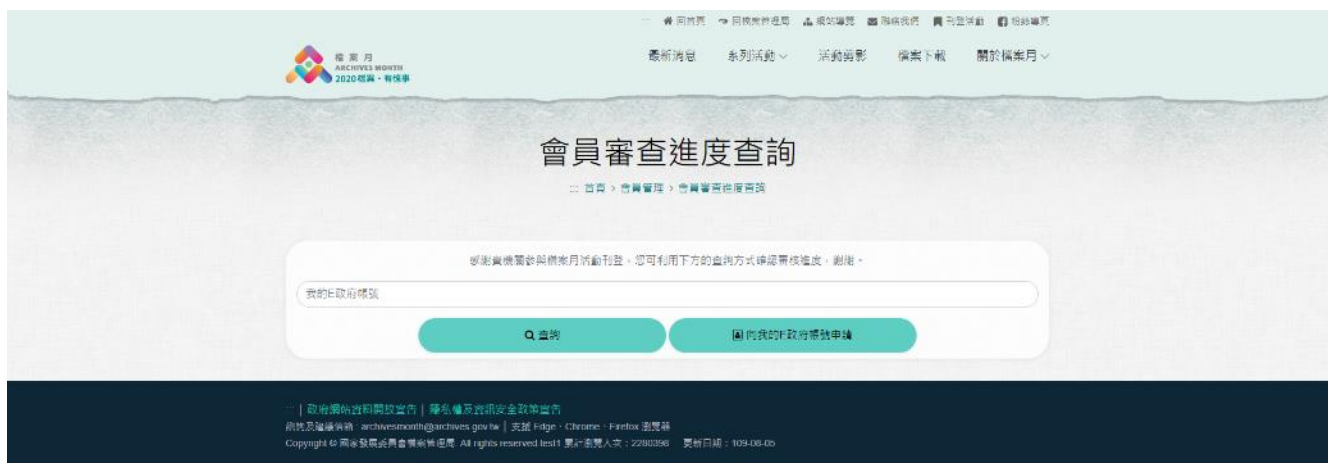 ::: 回首頁 回檔案管理局 網站導覽 聯絡我們 刊登活動 粉絲專頁
檔案月
ARCHIVES MONTH
2020檔案・有故事
最新消息 系列活動 活動剪影 檔案下載 關於檔案月
會員審查進度查詢
::: 首頁 > 會員管理 > 會員審查進度查詢
感謝貴機關參與檔案月活動刊登，您可利用下方的查詢方式確認審核進度，謝謝。
我的E政府帳號
查詢
向我的E政府帳號申請
::: | 政府網站資料開放宣告 | 隱私權及資訊安全政策宣告
諮詢及建議信箱：archivesmonth@archives.gov.tw | 支援 Edge、Chrome、Firefox 瀏覽器
Copyright © 國家發展委員會檔案管理局. All rights reserved.test1 累計瀏覽人次：2280398 更新日期：109-08-05